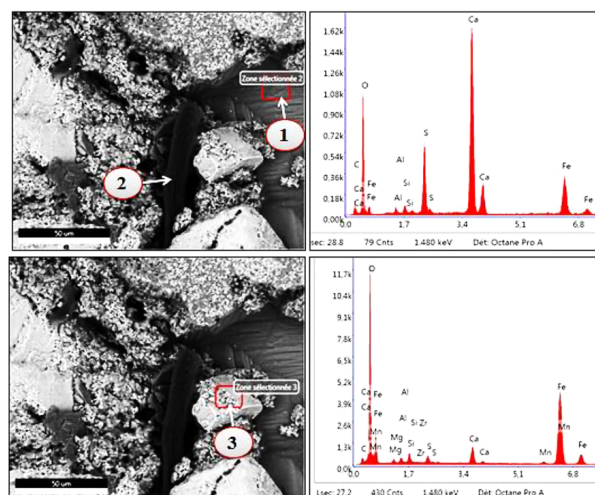 Zone sélectionnée 2
1
2
50 um
1.62k
1.44k
1.26k
1.08k
0.90k
0.72k
0.54k
0.36k
0.18k
0.00k
0.0
1.7
3.4
5.1
6.8
Ca
O
S
C
Ca
Ca
Fe
Fe
Al
Al
Si
Si
S
Ca
Fe
Fe
Lsec: 28.8 79 Cnts 1.480 keV Det: Octane Pro A
Zone sélectionnée 3
3
50 um
11.7k
10.4k
9.1k
7.8k
6.5k
5.2k
3.9k
2.6k
1.3k
0.0k
0.0
1.7
3.4
5.1
6.8
O
Ca
Ca
C
Fe
Fe
Mn
Mn
Mg
Mg
Al
Al
Si
Si
Zr
Zr
S
S
Ca
Ca
Mn
Fe
Mn
Fe
Lsec: 27.2 430 Cnts 1.480 keV Det: Octane Pro A